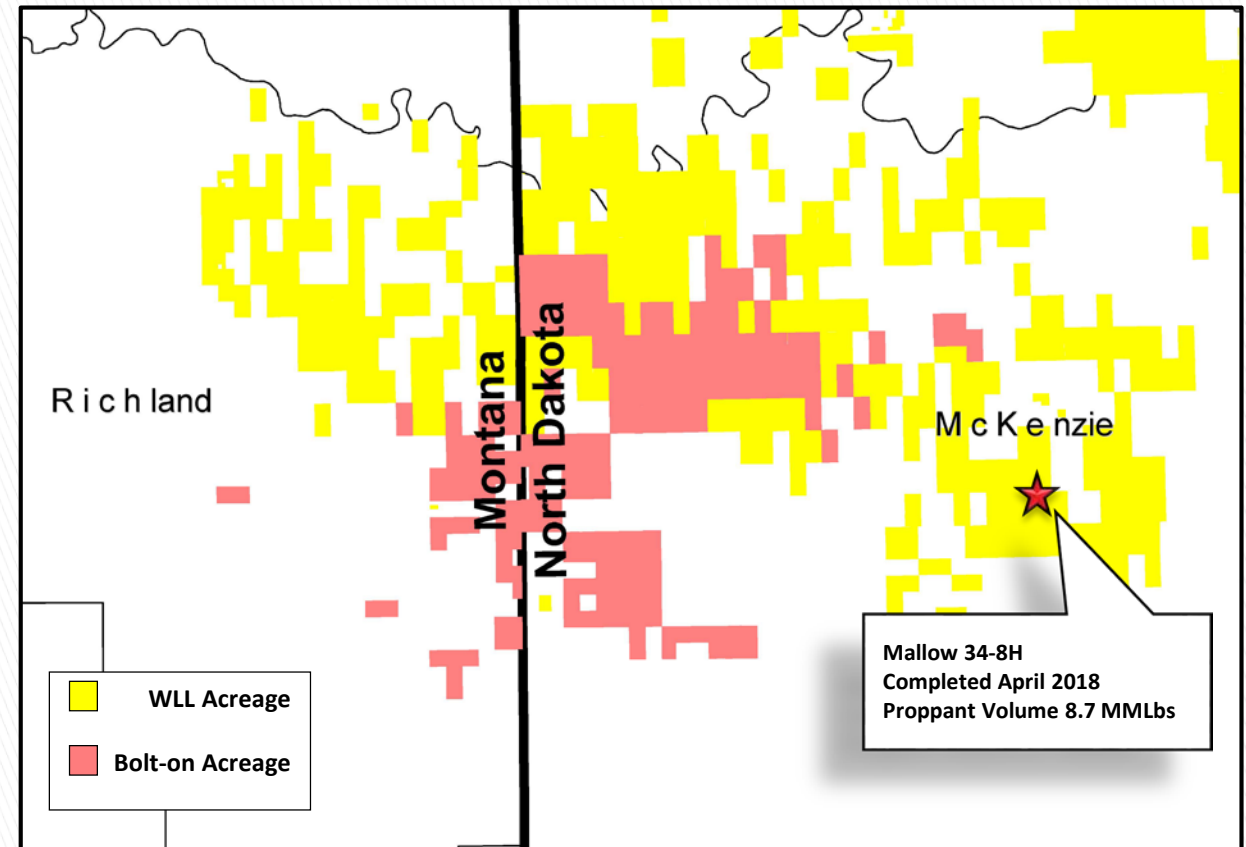 Richland
Montana
North Dakota
McKenzie
Mallow 34-8H
Completed April 2018
Proppant Volume 8.7 MMLbs
WLL Acreage
Bolt-on Acreage